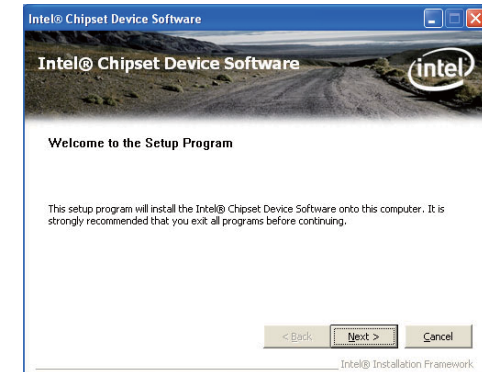 Intel® Chipset Device Software
Intel® Chipset Device Software
intel
Welcome to the Setup Program
This setup program will install the Intel® Chipset Device Software onto this computer. It is
strongly recommended that you exit all programs before continuing.
< Back Next > Cancel
Intel® Installation Framework